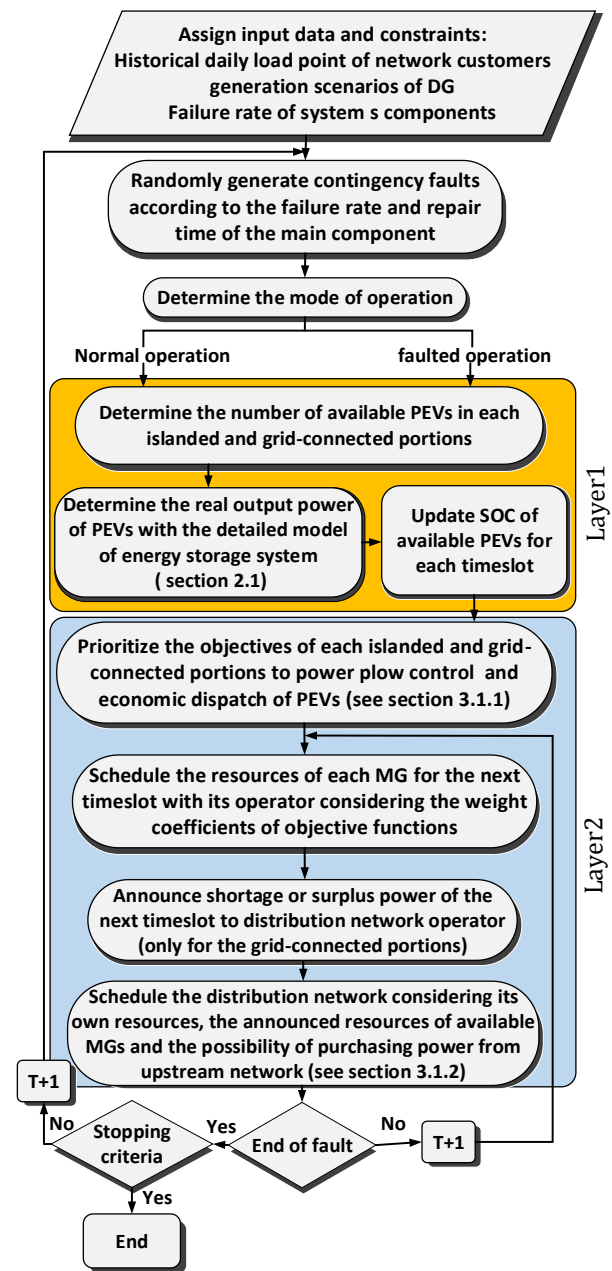 Assign input data and constraints:
Historical daily load point of network customers
generation scenarios of DG
Failure rate of system s components
Randomly generate contingency faults
according to the failure rate and repair
time of the main component
Determine the mode of operation
Normal operation
faulted operation
Determine the number of available PEVs in each
islanded and grid-connected portions
Determine the real output power
of PEVs with the detailed model
of energy storage system
( section 2.1)
Update SOC of
available PEVs for
each timeslot
Layer1
Prioritize the objectives of each islanded and grid-
connected portions to power plow control and
economic dispatch of PEVs (see section 3.1.1)
Schedule the resources of each MG for the next
timeslot with its operator considering the weight
coefficients of objective functions
Announce shortage or surplus power of the
next timeslot to distribution network operator
(only for the grid-connected portions)
Schedule the distribution network considering its
own resources, the announced resources of available
MGs and the possibility of purchasing power from
upstream network (see section 3.1.2)
Layer2
T+1
No
Stopping
criteria
Yes
End of fault
No
T+1
Yes
End